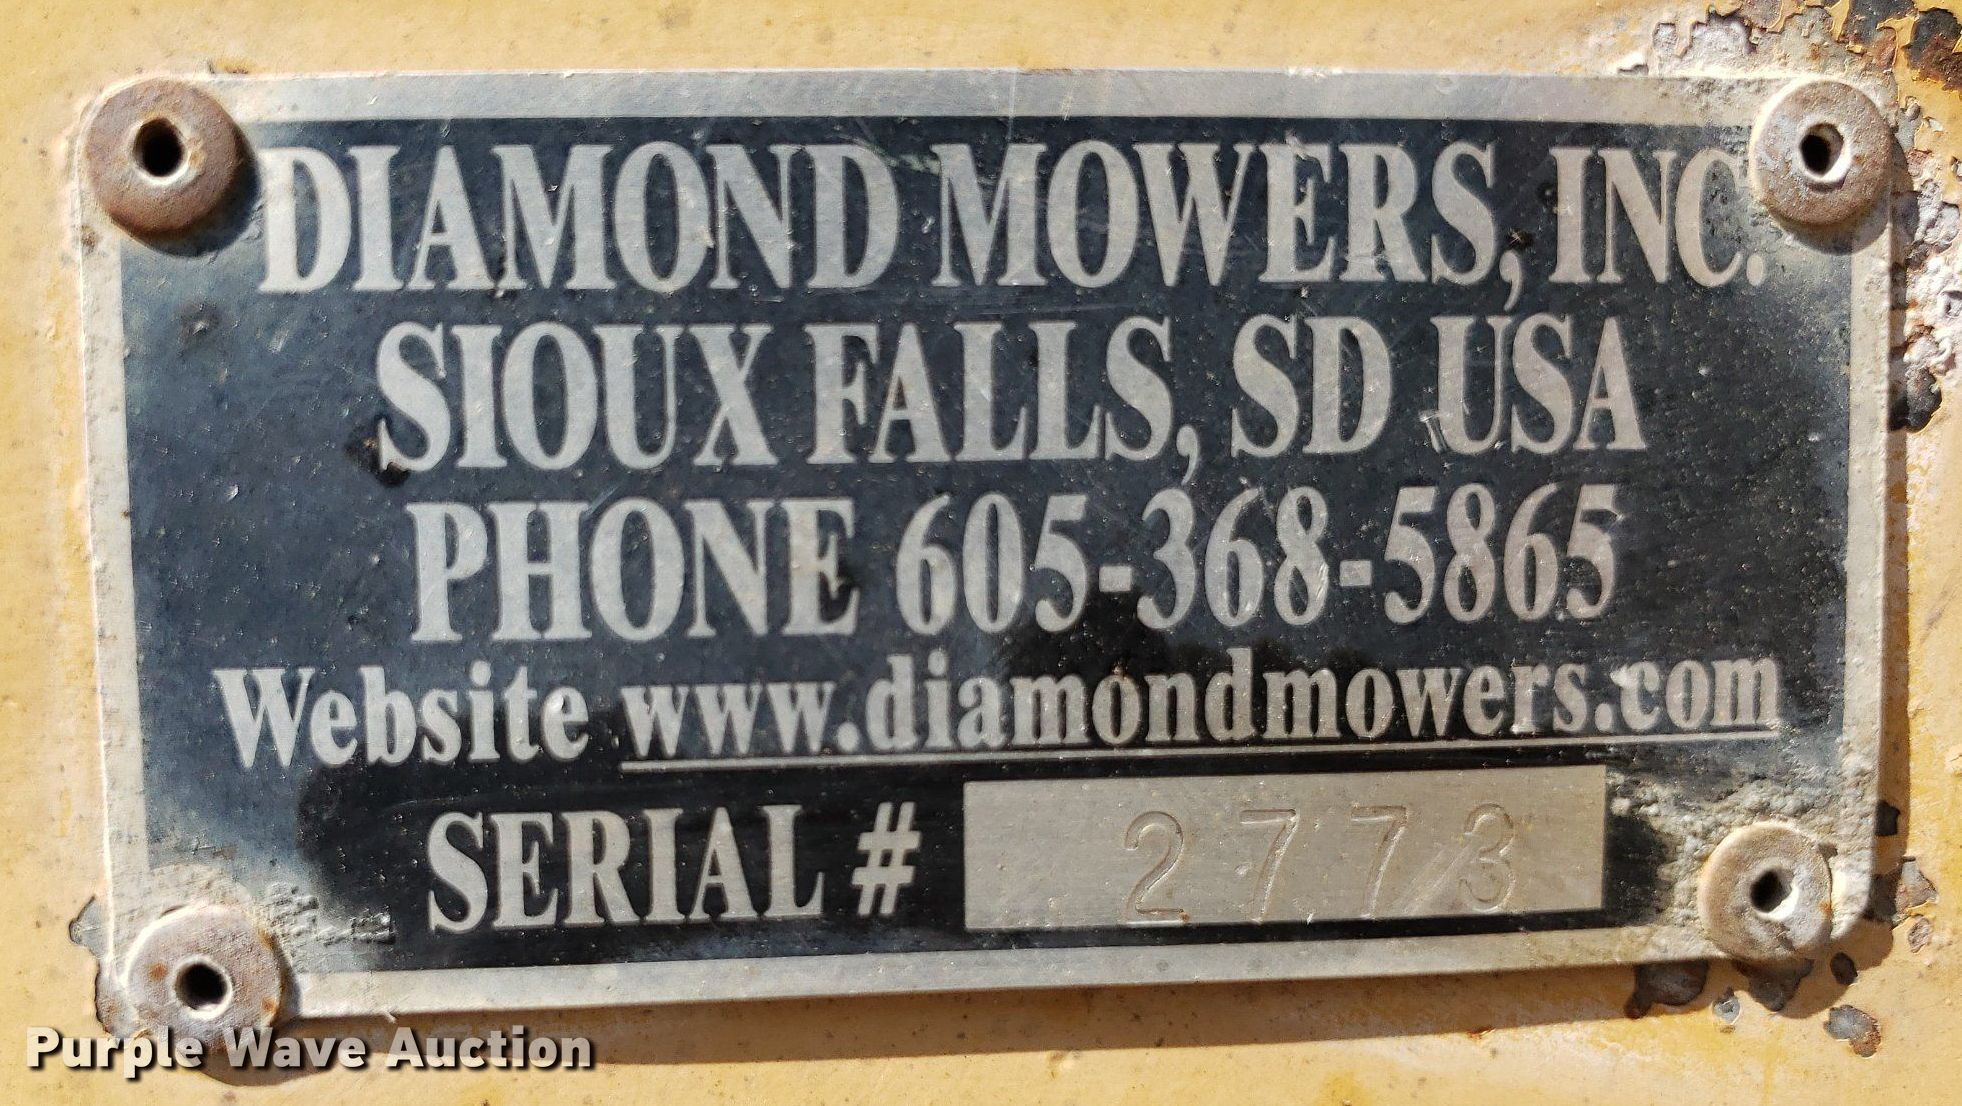 DIAMOND MOWERS, INC.
SIOUX FALLS, SD USA
PHONE 605-368-5865
Website www.diamondmowers.com
SERIAL # 2773
Purple Wave Auction